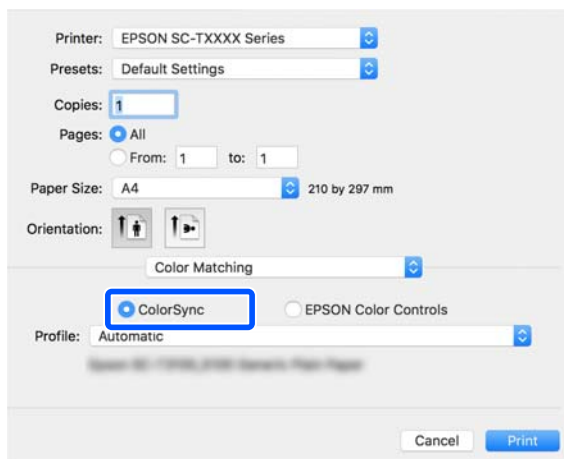 Printer: EPSON SC-TXXXX Series
Presets: Default Settings
Copies: 1
Pages: All
From: 1 to: 1
Paper Size: A4 210 by 297 mm
Orientation:
Color Matching
ColorSync EPSON Color Controls
Profile: Automatic
Cancel Print